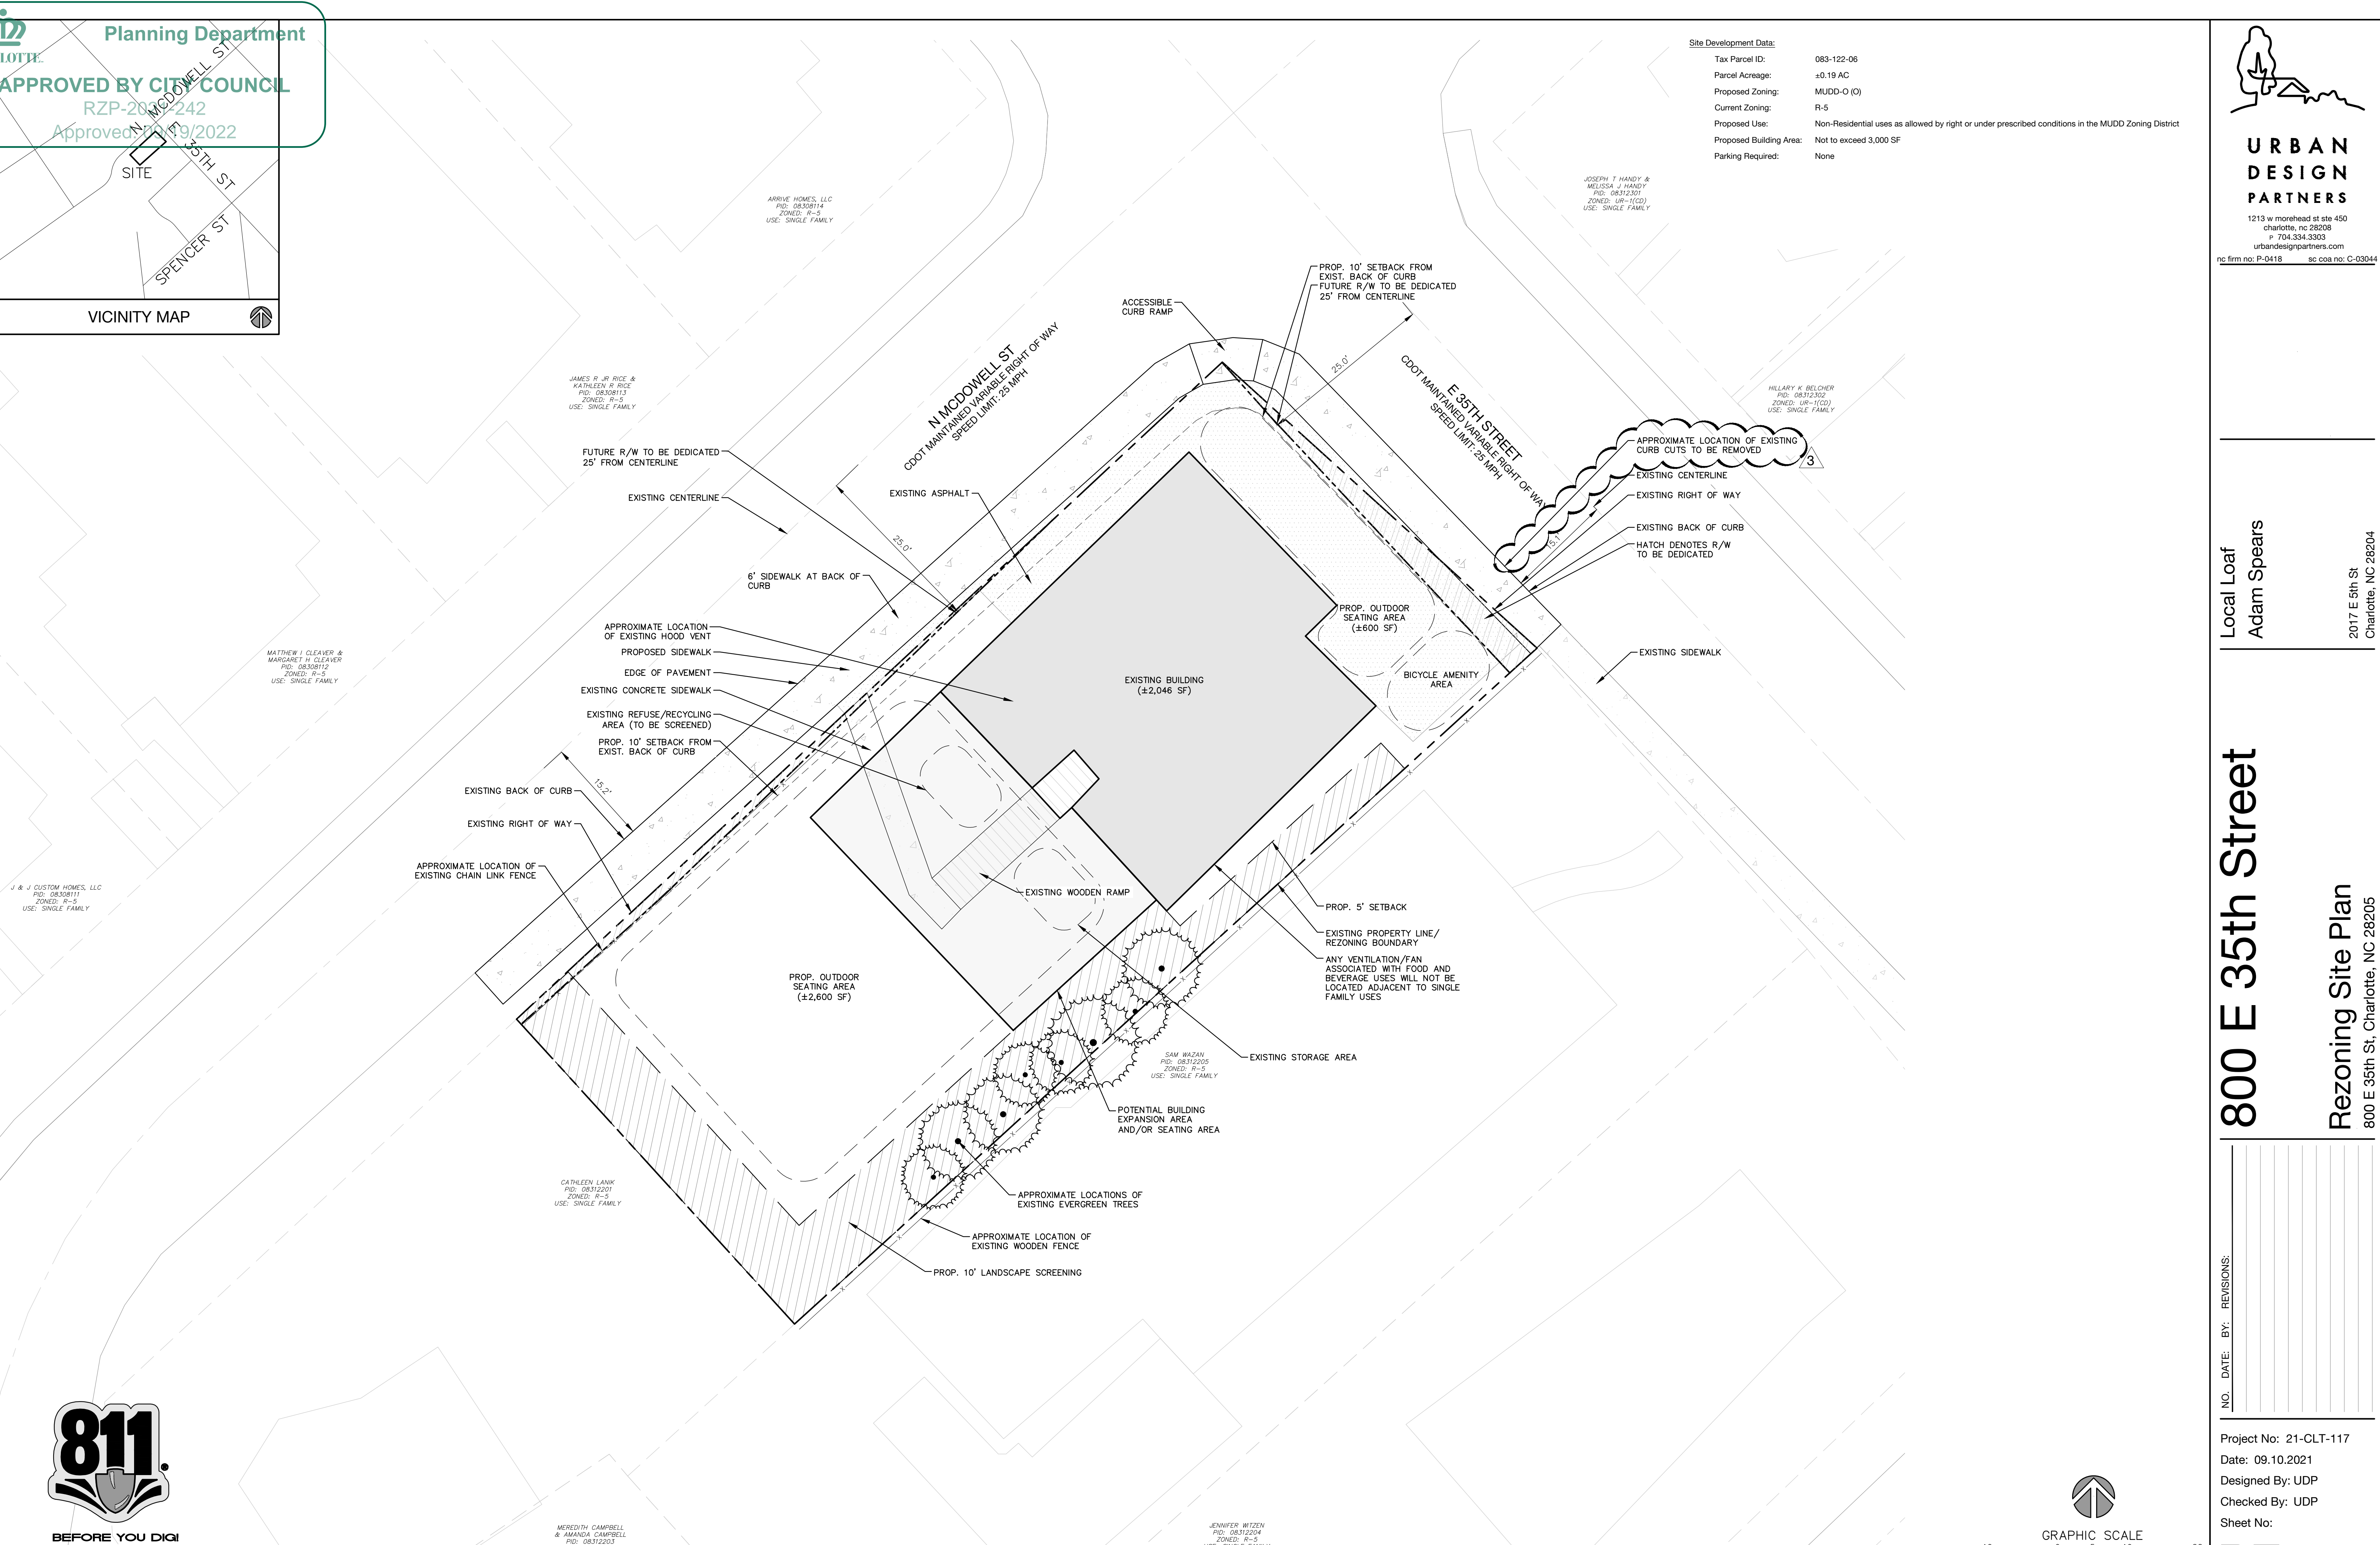 Planning Department
LOTTE.
APPROVED BY CITY COUNCIL
Approved: 09/19/2022
N MCDOWELL ST
E 35TH ST
SITE
SPENCER ST
VICINITY MAP
Site Development Data:
Tax Parcel ID: 083-122-06
Parcel Acreage: ±0.19 AC
Proposed Zoning: MUDD-O (O)
Current Zoning: R-5
Proposed Use: Non-Residential uses as allowed by right or under prescribed conditions in the MUDD Zoning District
Proposed Building Area: Not to exceed 3,000 SF
Parking Required: None
ARRIVE HOMES, LLC
PID: 08308114
ZONED: R-5
USE: SINGLE FAMILY
JOSEPH T HANDY &
MELISSA J HANDY
PID: 08312301
ZONED: UR-1(CD)
USE: SINGLE FAMILY
JAMES R JR RICE &
KATHLEEN R RICE
PID: 08308113
ZONED: R-5
USE: SINGLE FAMILY
HILLARY K BELCHER
PID: 08312302
ZONED: UR-1(CD)
USE: SINGLE FAMILY
MATTHEW I CLEAVER &
MARGARET H CLEAVER
PID: 08308112
ZONED: R-5
USE: SINGLE FAMILY
J & J CUSTOM HOMES, LLC
PID: 08308111
ZONED: R-5
USE: SINGLE FAMILY
PROP. 10' SETBACK FROM
EXIST. BACK OF CURB
FUTURE R/W TO BE DEDICATED
25' FROM CENTERLINE
ACCESSIBLE
CURB RAMP
N MCDOWELL ST
CDOT MAINTAINED VARIABLE RIGHT OF WAY
SPEED LIMIT: 25 MPH
25.0'
E 35TH STREET
CDOT MAINTAINED VARIABLE RIGHT OF WAY
SPEED LIMIT: 25 MPH
APPROXIMATE LOCATION OF EXISTING
CURB CUTS TO BE REMOVED
3
EXISTING CENTERLINE
EXISTING RIGHT OF WAY
EXISTING BACK OF CURB
HATCH DENOTES R/W
TO BE DEDICATED
15.1'
EXISTING SIDEWALK
FUTURE R/W TO BE DEDICATED
25' FROM CENTERLINE
EXISTING CENTERLINE
EXISTING ASPHALT
25.0'
6' SIDEWALK AT BACK OF
CURB
APPROXIMATE LOCATION
OF EXISTING HOOD VENT
PROPOSED SIDEWALK
EDGE OF PAVEMENT
EXISTING CONCRETE SIDEWALK
EXISTING REFUSE/RECYCLING
AREA (TO BE SCREENED)
PROP. 10' SETBACK FROM
EXIST. BACK OF CURB
15.2'
EXISTING BACK OF CURB
EXISTING RIGHT OF WAY
APPROXIMATE LOCATION OF
EXISTING CHAIN LINK FENCE
EXISTING BUILDING
(±2,046 SF)
PROP. OUTDOOR
SEATING AREA
(±600 SF)
BICYCLE AMENITY
AREA
EXISTING WOODEN RAMP
PROP. OUTDOOR
SEATING AREA
(±2,600 SF)
PROP. 5' SETBACK
EXISTING PROPERTY LINE/
REZONING BOUNDARY
ANY VENTILATION/FAN
ASSOCIATED WITH FOOD AND
BEVERAGE USES WILL NOT BE
LOCATED ADJACENT TO SINGLE
FAMILY USES
EXISTING STORAGE AREA
SAM WAZAN
PID: 08312205
ZONED: R-5
USE: SINGLE FAMILY
POTENTIAL BUILDING
EXPANSION AREA
AND/OR SEATING AREA
APPROXIMATE LOCATIONS OF
EXISTING EVERGREEN TREES
APPROXIMATE LOCATION OF
EXISTING WOODEN FENCE
PROP. 10' LANDSCAPE SCREENING
CATHLEEN LANIK
PID: 08312201
ZONED: R-5
USE: SINGLE FAMILY
MEREDITH CAMPBELL
& AMANDA CAMPBELL
PID: 08312203
JENNIFER WITZEN
PID: 08312204
ZONED: R-5
811
BEFORE YOU DIG!
GRAPHIC SCALE
URBAN
DESIGN
PARTNERS
1213 w morehead st ste 450
charlotte, nc 28208
P 704.334.3303
urbandesignpartners.com
nc firm no: P-0418 sc coa no: C-03044
Local Loaf
Adam Spears
2017 E 5th St
Charlotte, NC 28204
800 E 35th Street
Rezoning Site Plan
800 E 35th St, Charlotte, NC 28205
NO. DATE: BY: REVISIONS:
Project No: 21-CLT-117
Date: 09.10.2021
Designed By: UDP
Checked By: UDP
Sheet No: